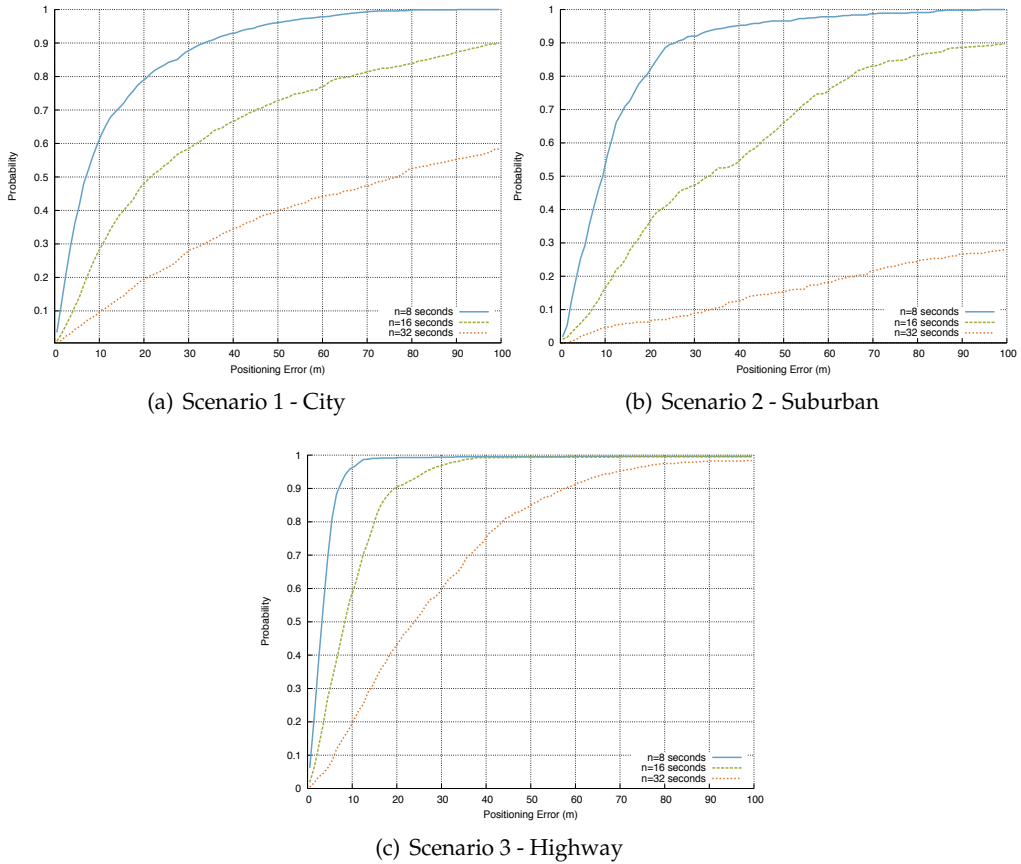 1
0.9
0.8
0.7
0.6
0.5
0.4
0.3
0.2
0.1
Probability
n=8 seconds
n=16 seconds
n=32 seconds
0 10 20 30 40 50 60 70 80 90 100
Positioning Error (m)
(a) Scenario 1 - City
1
0.9
0.8
0.7
0.6
0.5
0.4
0.3
0.2
0.1
0
Probability
n=8 seconds
n=16 seconds
n=32 seconds
0 10 20 30 40 50 60 70 80 90 100
Positioning Error (m)
(b) Scenario 2 - Suburban
1
0.9
0.8
0.7
0.6
0.5
0.4
0.3
0.2
0.1
0
Probability
n=8 seconds
n=16 seconds
n=32 seconds
0 10 20 30 40 50 60 70 80 90 100
Positioning Error (m)
(c) Scenario 3 - Highway